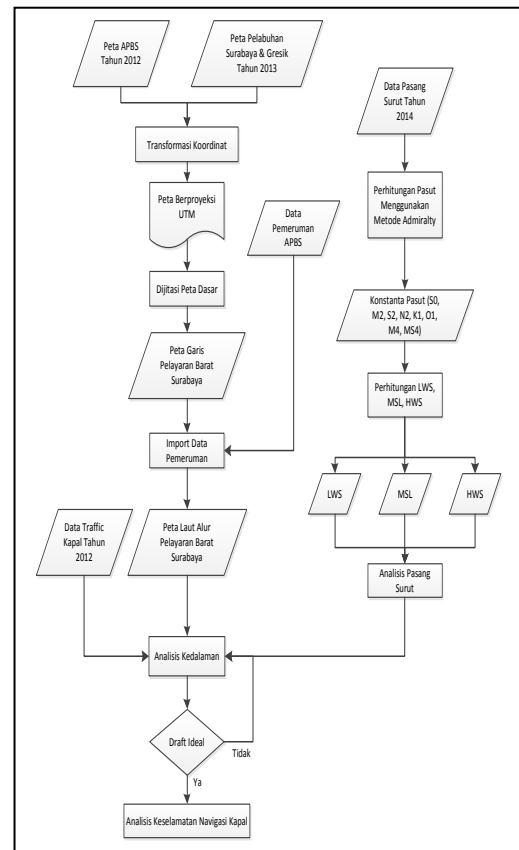 Peta APBS
Tahun 2012
Peta Pelabuhan
Surabaya & Gresik
Tahun 2013
Data Pasang
Surut Tahun
2014
Transformasi Koordinat
Peta Berproyeksi
UTM
Data
Pemeruman
APBS
Perhitungan Pasut
Menggunakan
Metode Admiralty
Dijitasi Peta Dasar
Konstanta Pasut (S0,
M2, S2, N2, K1, O1,
M4, MS4)
Peta Garis
Pelayaran Barat
Surabaya
Perhitungan LWS,
MSL, HWS
Import Data
Pemeruman
LWS
MSL
HWS
Data Traffic
Kapal Tahun
2012
Peta Laut Alur
Pelayaran Barat
Surabaya
Analisis Pasang
Surut
Analisis Kedalaman
Draft Ideal
Tidak
Ya
Analisis Keselamatan Navigasi Kapal